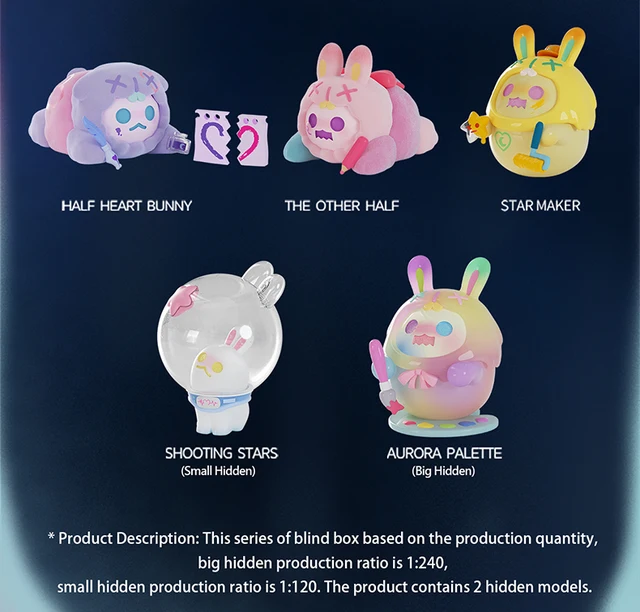 HALF HEART BUNNY THE OTHER HALF STAR MAKER
SHOOTING STARS AURORA PALETTE
(Small Hidden) (Big Hidden)
* Product Description: This series of blind box based on the production quantity,
big hidden production ratio is 1:240,
small hidden production ratio is 1:120. The product contains 2 hidden models.